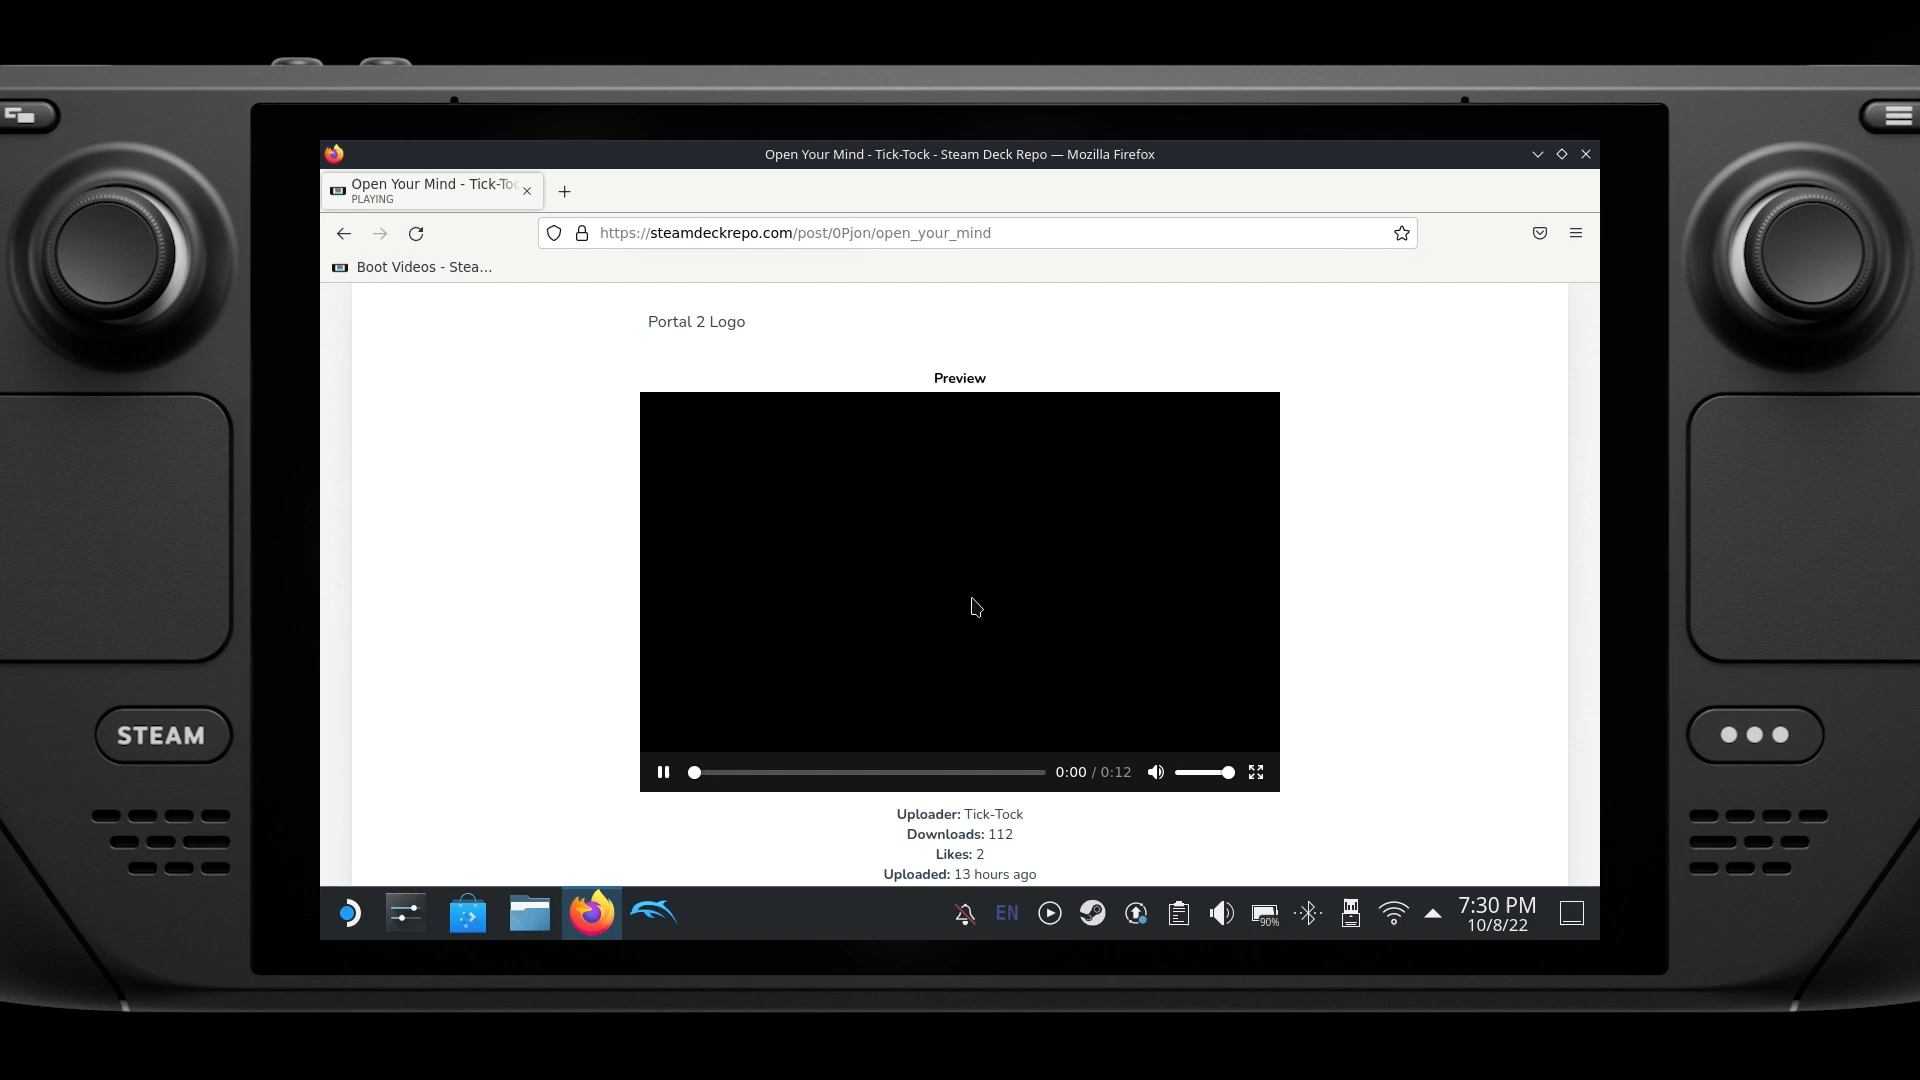 Open Your Mind - Tick-Tock - Steam Deck Repo — Mozilla Firefox
Open Your Mind - Tick-Toc
PLAYING
https://steamdeckrepo.com/post/0Pjon/open_your_mind
Boot Videos - Stea…
Portal 2 Logo
Preview
0:00 / 0:12
Uploader: Tick-Tock
Downloads: 112
Likes: 2
Uploaded: 13 hours ago
STEAM
EN
90%
7:30 PM
10/8/22